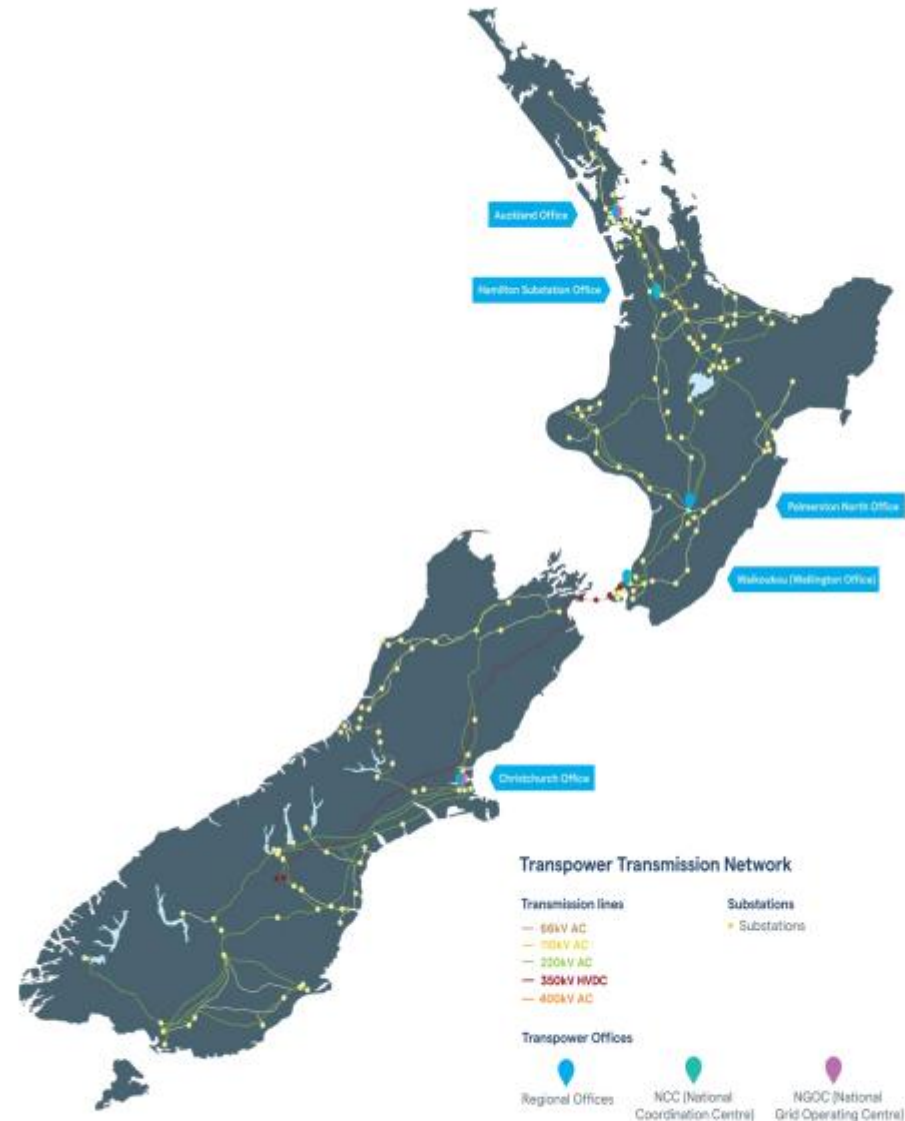 Auckland Office
Hamilton Substation Office
Palmerston North Office
Waikoukou (Wellington Office)
Christchurch Office
Transpower Transmission Network
Transmission lines
66kV AC
110kV AC
220kV AC
350kV HVDC
400kV AC
Substations
Substations
Transpower Offices
Regional Offices
NCC (National
Coordination Centre)
NGOC (National
Grid Operating Centre)